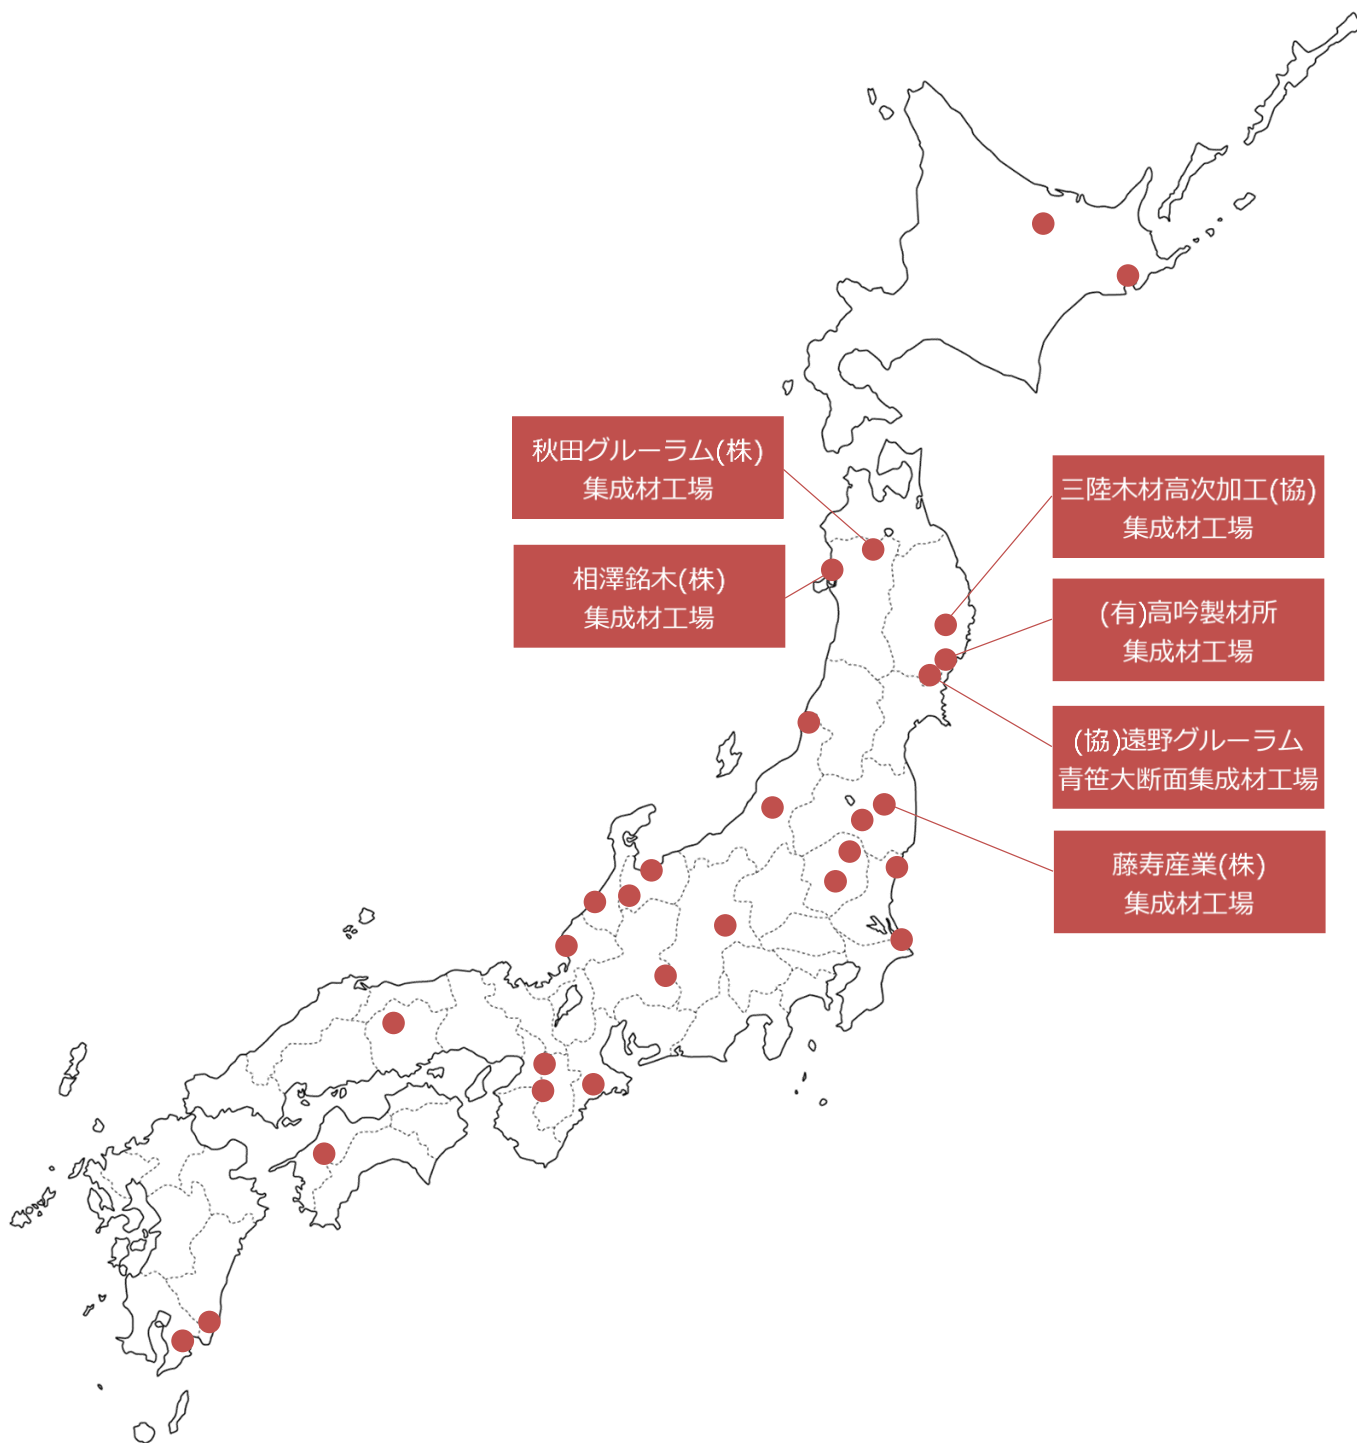 秋田グルーラム(株)
集成材工場
相澤銘木(株)
集成材工場
三陸木材高次加工(協)
集成材工場
(有)高吟製材所
集成材工場
(協)遠野グルーラム
青笹大断面集成材工場
藤寿産業(株)
集成材工場